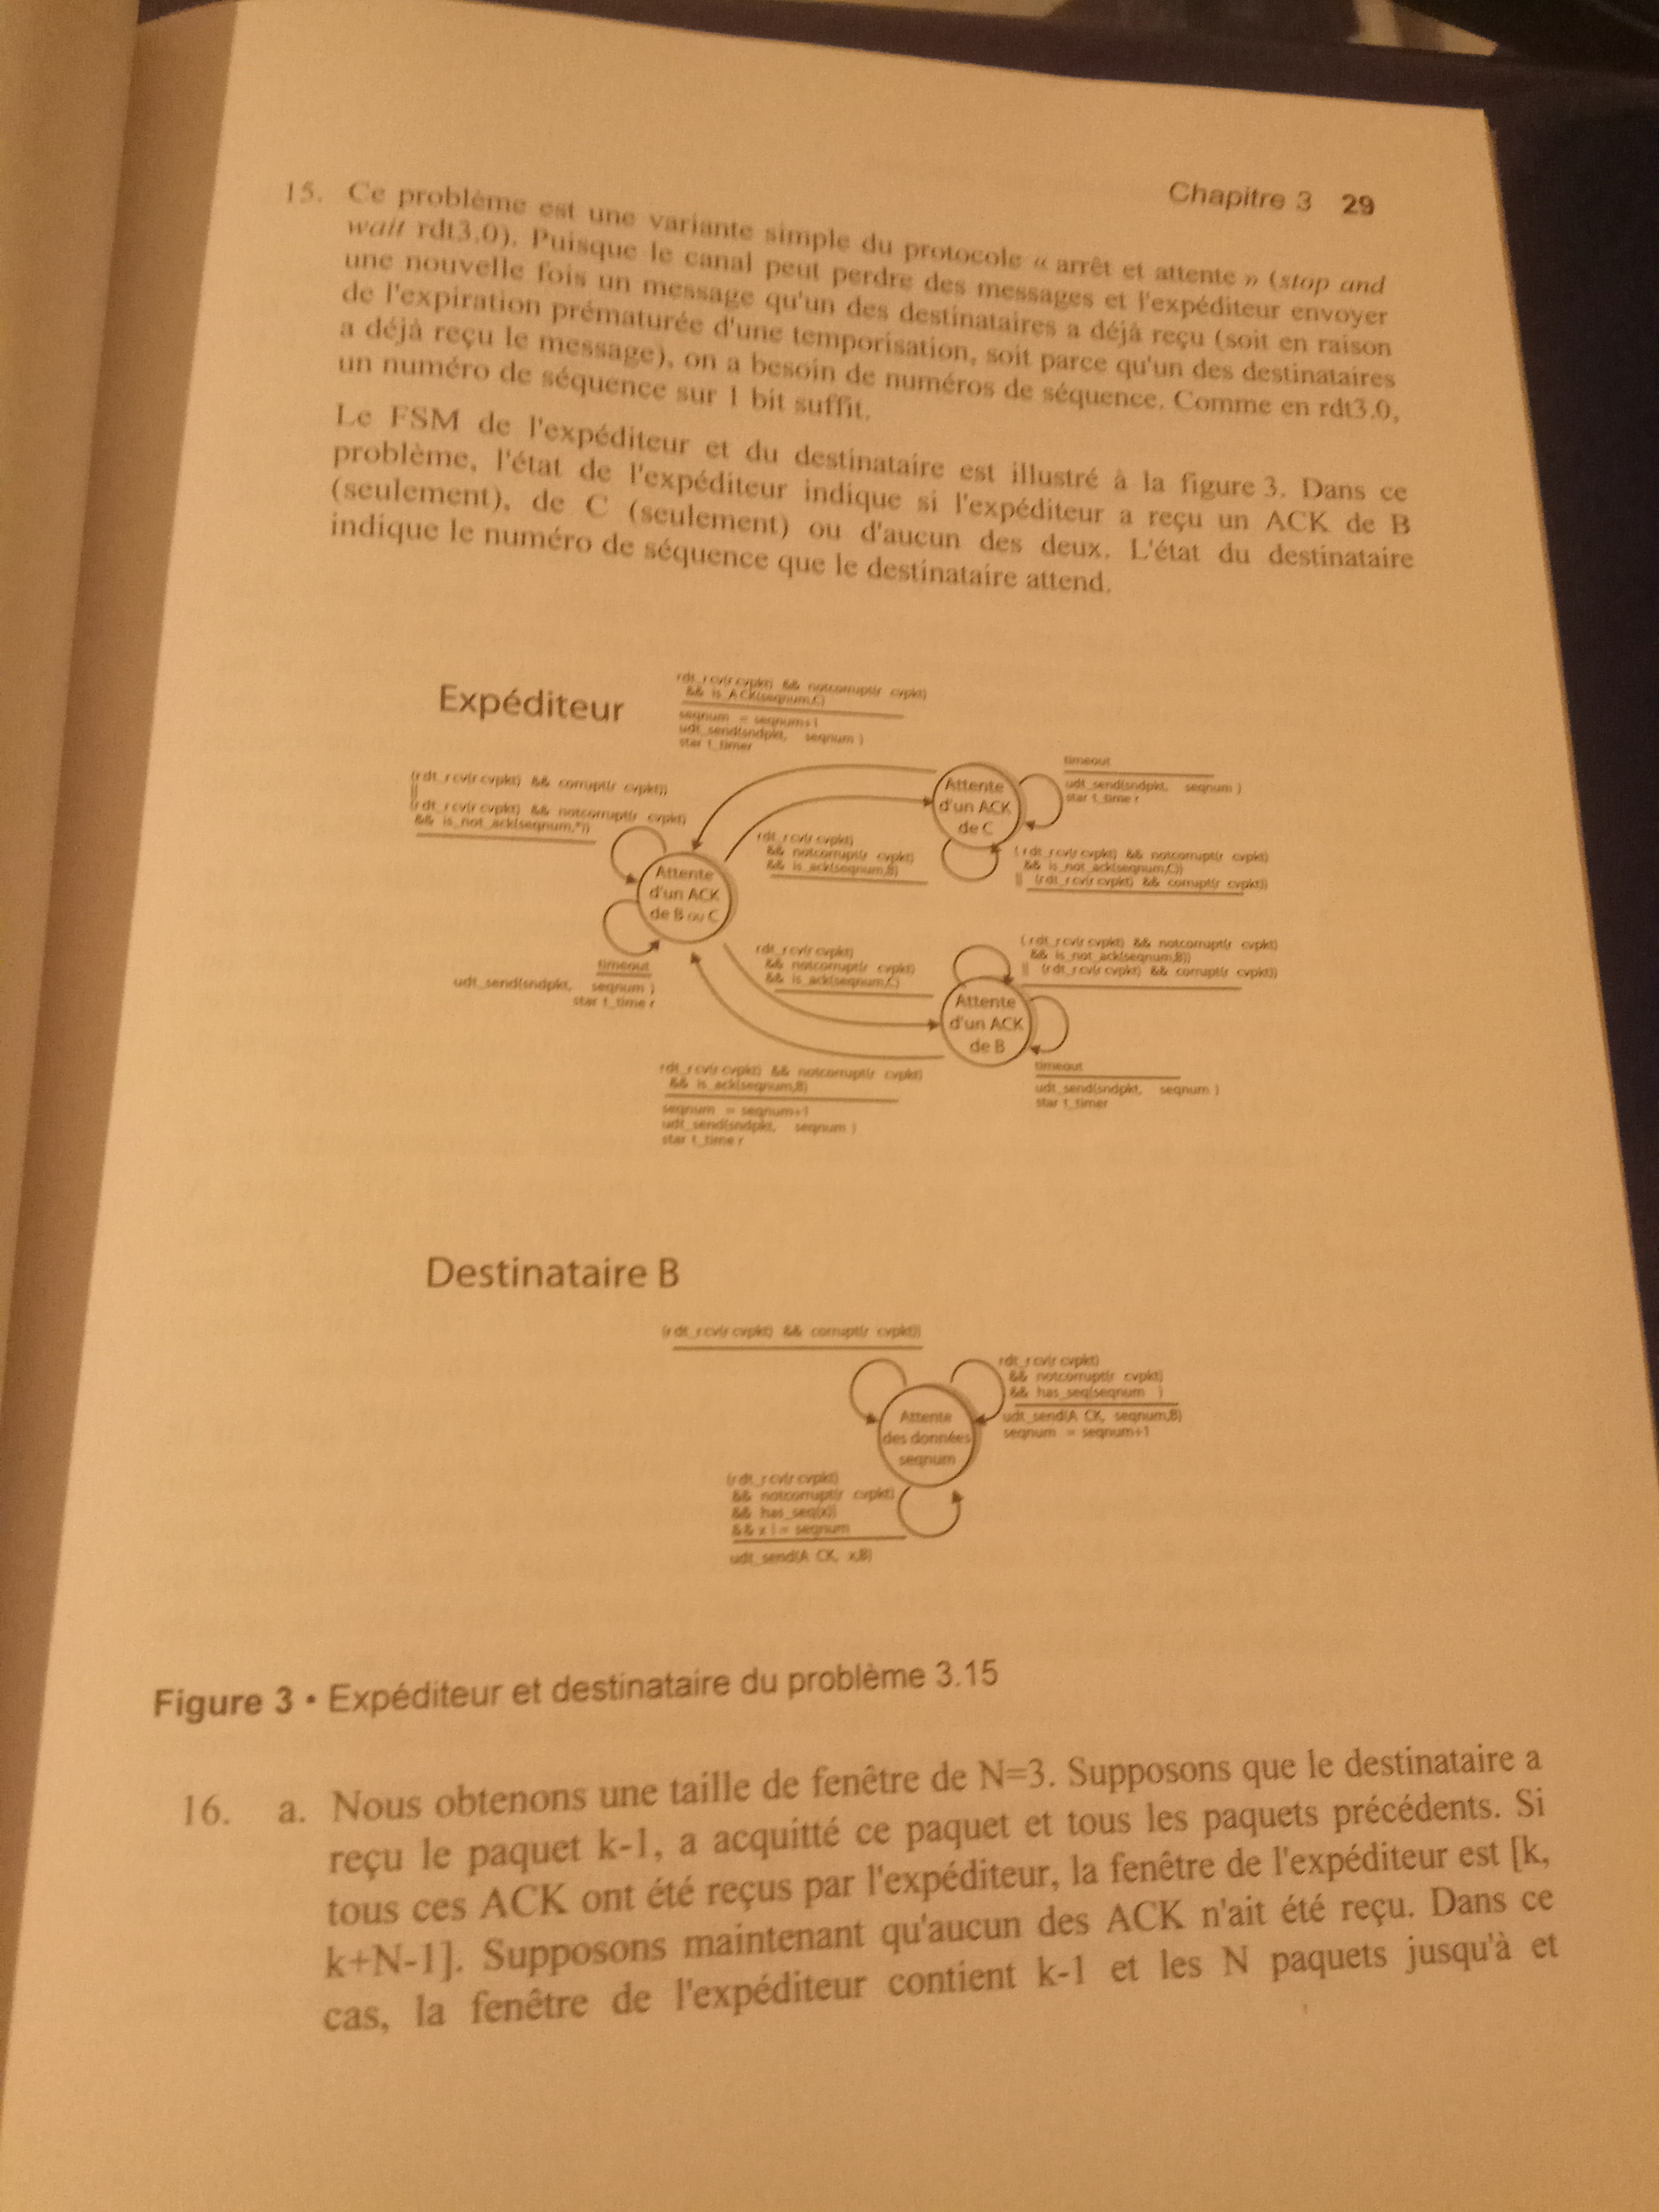 Chapitre 3 29
15. Ce problème est une variante simple du protocole « arrêt et attente » (stop and
wait rdt3.0). Puisque le canal peut perdre des messages et l'expéditeur envoyer
une nouvelle fois un message qu'un des destinataires a déjà reçu (soit en raison
de l'expiration prématurée d'une temporisation, soit parce qu'un des destinataires
a déjà reçu le message), on a besoin de numéros de séquence. Comme en rdt3.0,
un numéro de séquence sur 1 bit suffit.
Le FSM de l'expéditeur et du destinataire est illustré à la figure 3. Dans ce
problème, l'état de l'expéditeur indique si l'expéditeur a reçu un ACK de B
(seulement), de C (seulement) ou d'aucun des deux. L'état du destinataire
indique le numéro de séquence que le destinataire attend.
Expéditeur
rdt_rcv(r cvpkt) && notcorrupt(r cvpkt)
&& is_ACK(seqnum,C)
seqnum = seqnum+1
udt_send(sndpkt, seqnum )
star t_timer
(r dt_rcv(r cvpkt) && corrupt(r cvpkt))
||
(r dt_rcv(r cvpkt) && notcorrupt(r cvpkt)
&& is_not_ack(seqnum,*))
Attente
d'un ACK
de B ou C
timeout
udt_send(sndpkt, seqnum )
star t_time r
rdt_rcv(r cvpkt)
&& notcorrupt(r cvpkt)
&& is_ack(seqnum,B)
Attente
d'un ACK
de C
timeout
udt_send(sndpkt, seqnum )
star t_time r
( r dt_rcv(r cvpkt) && notcorrupt(r cvpkt)
&& is_not_ack(seqnum,C))
|| (r dt_rcv(r cvpkt) && corrupt(r cvpkt))
rdt_rcv(r cvpkt)
&& notcorrupt(r cvpkt)
&& is_ack(seqnum,C)
( r dt_rcv(r cvpkt) && notcorrupt(r cvpkt)
&& is_not_ack(seqnum,B))
|| (r dt_rcv(r cvpkt) && corrupt(r cvpkt))
Attente
d'un ACK
de B
timeout
udt_send(sndpkt, seqnum )
star t_timer
rdt_rcv(r cvpkt) && notcorrupt(r cvpkt)
&& is_ack(seqnum,B)
seqnum = seqnum+1
udt_send(sndpkt, seqnum )
star t_time r
Destinataire B
(r dt_rcv(r cvpkt) && corrupt(r cvpkt))
rdt_rcv(r cvpkt)
&& notcorrupt(r cvpkt)
&& has_seq(seqnum )
udt_send(A CK, seqnum,B)
seqnum = seqnum+1
Attente
des données
seqnum
(r dt_rcv(r cvpkt)
&& notcorrupt(r cvpkt)
&& has_seq(x))
&& x ! = seqnum
udt_send(A CK, x,B)
Figure 3 • Expéditeur et destinataire du problème 3.15
16. a. Nous obtenons une taille de fenêtre de N=3. Supposons que le destinataire a
reçu le paquet k-1, a acquitté ce paquet et tous les paquets précédents. Si
tous ces ACK ont été reçus par l'expéditeur, la fenêtre de l'expéditeur est [k,
k+N-1]. Supposons maintenant qu'aucun des ACK n'ait été reçu. Dans ce
cas, la fenêtre de l'expéditeur contient k-1 et les N paquets jusqu'à et